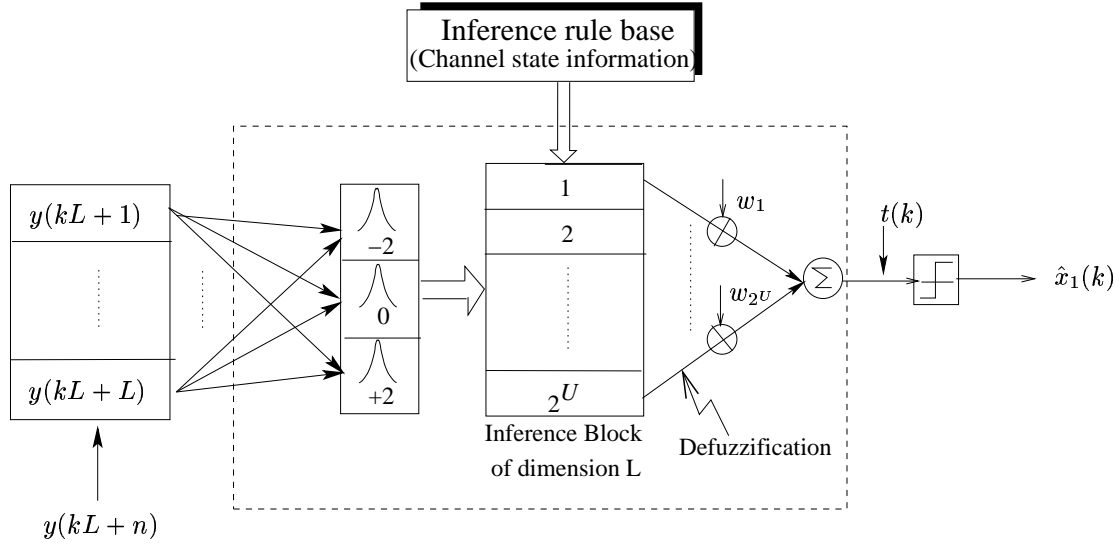 Inference rule base
(Channel state information)
y(kL + 1)
y(kL + L)
y(kL + n)
−2
0
+2
1
2
2^U
Inference Block
of dimension L
w_1
w_{2^U}
Defuzzification
Σ
t(k)
x̂_1(k)